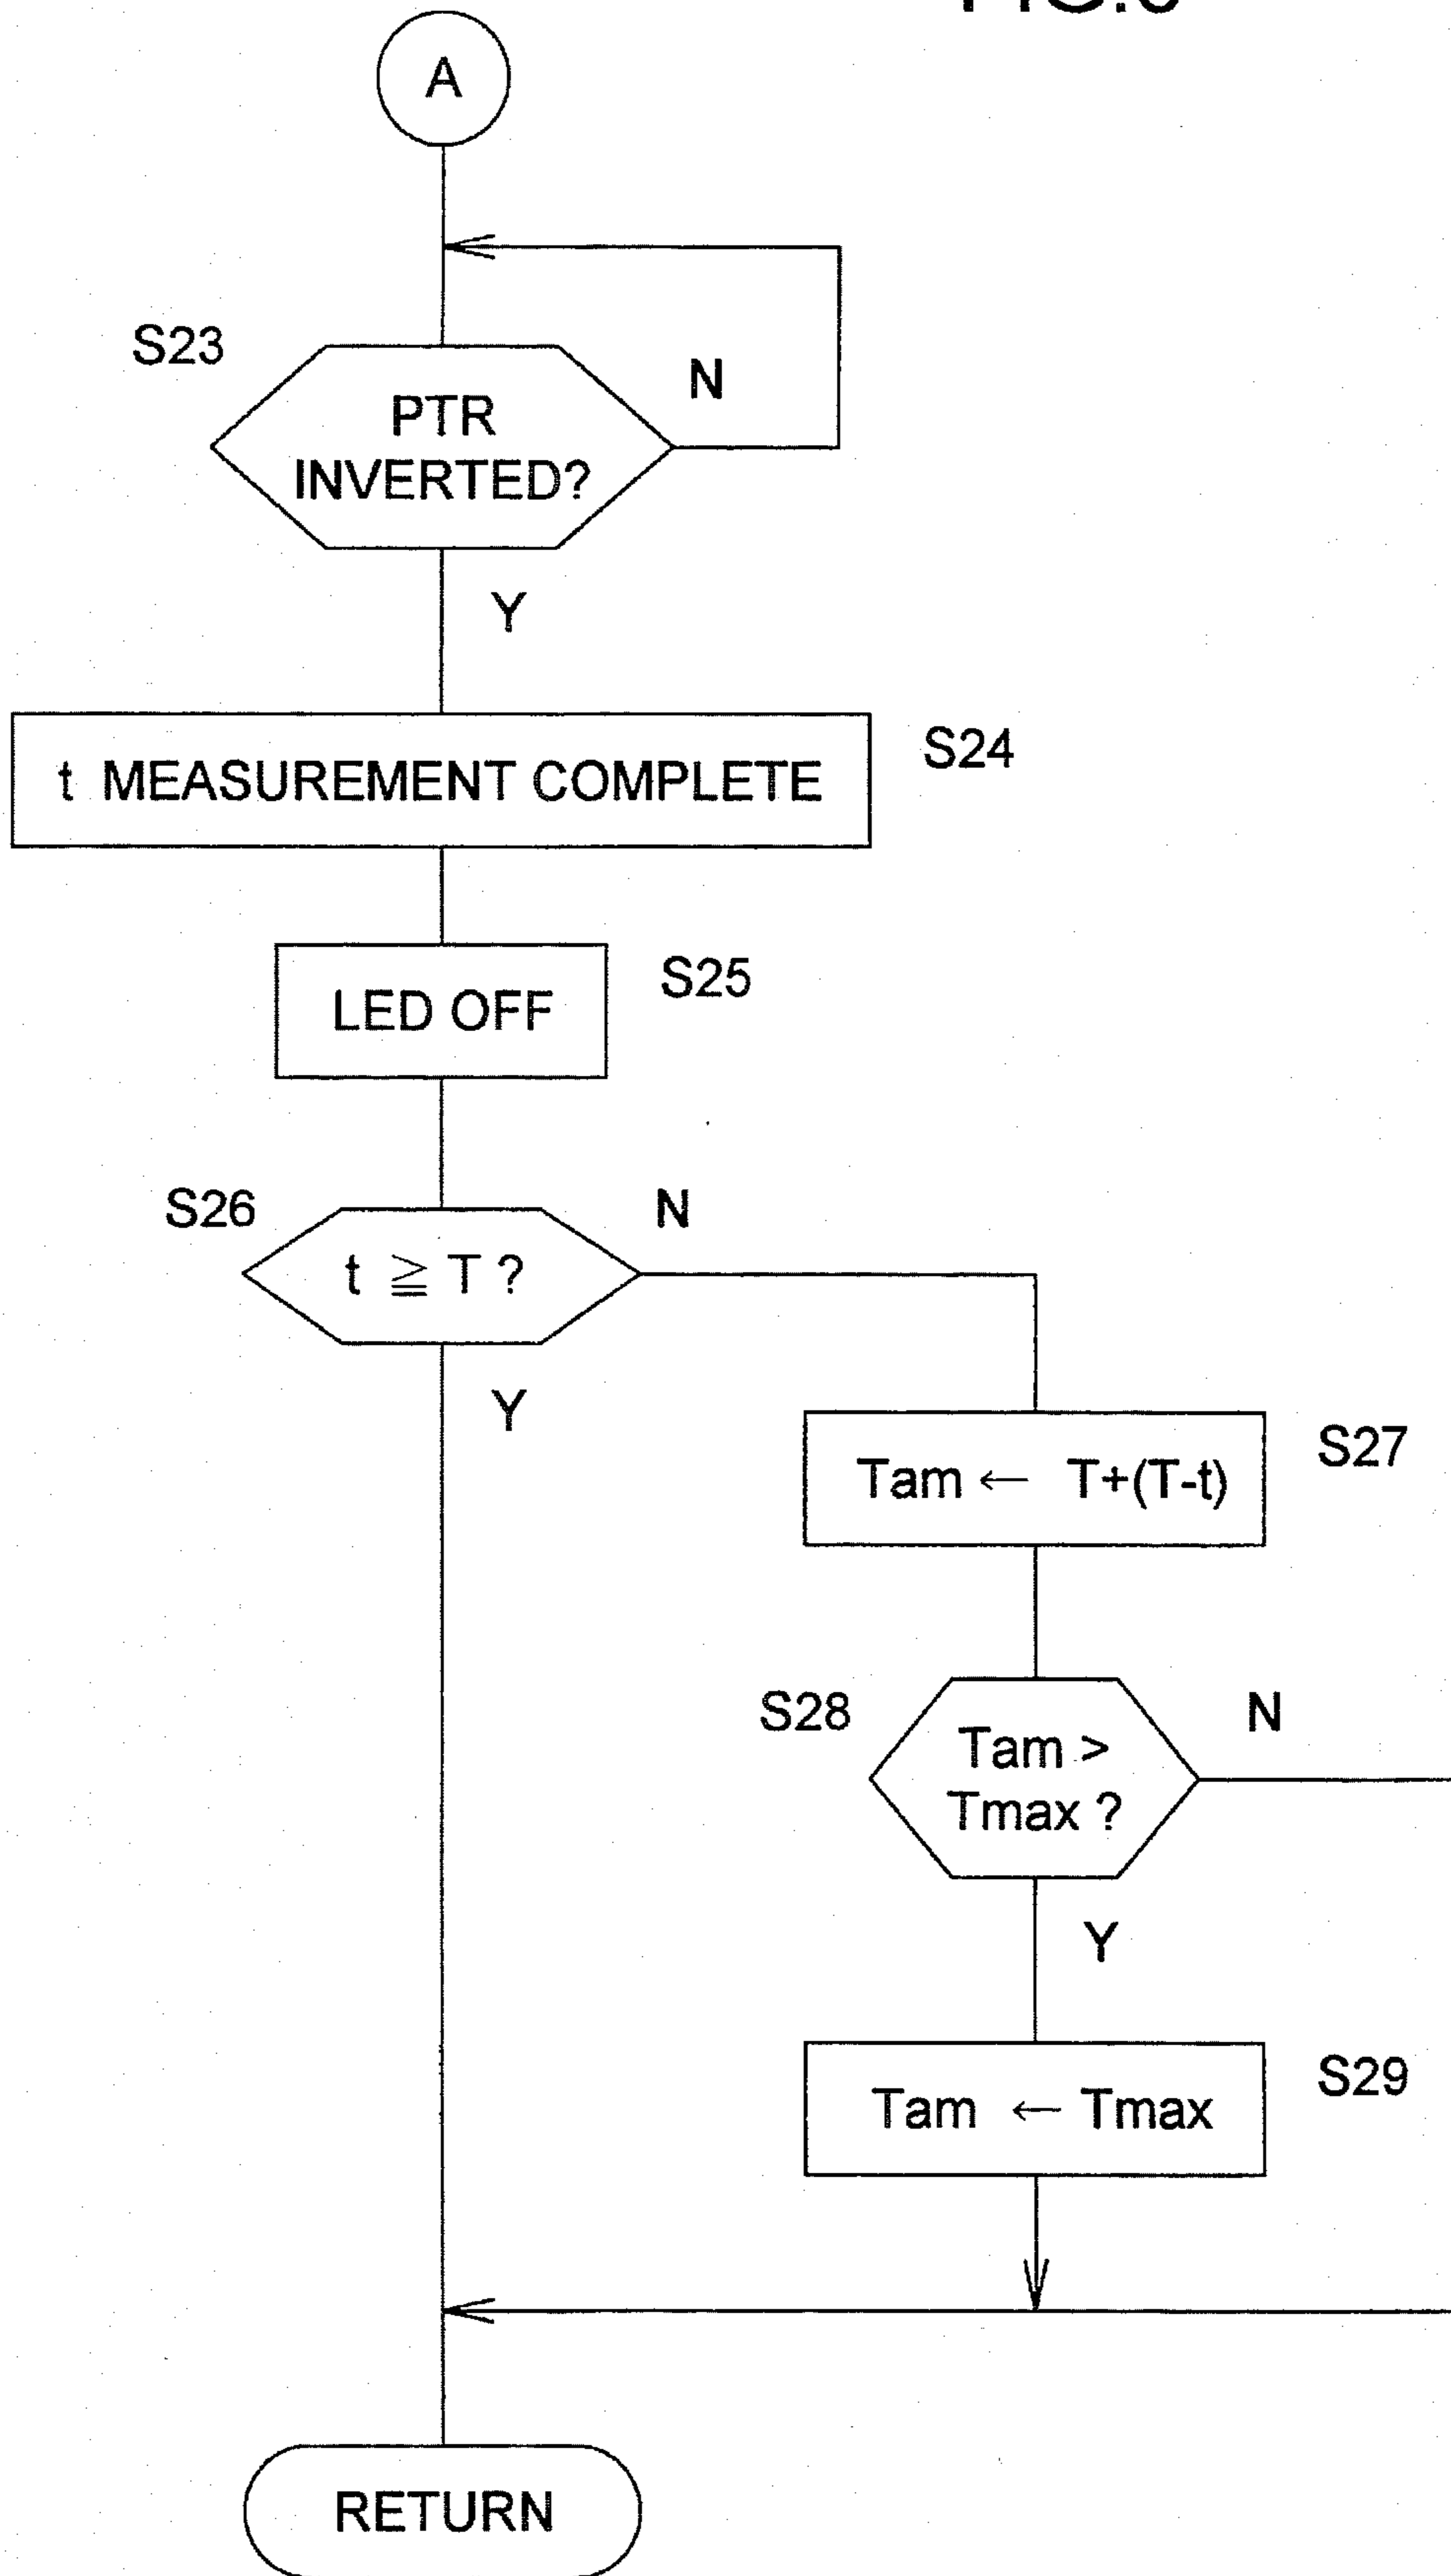 A
S23
N
PTR
INVERTED?
Y
t MEASUREMENT COMPLETE
S24
LED OFF
S25
S26
N
t ≧ T ?
Y
Tam ← T+(T-t)
S27
S28
N
Tam >
Tmax ?
Y
Tam ← Tmax
S29
RETURN